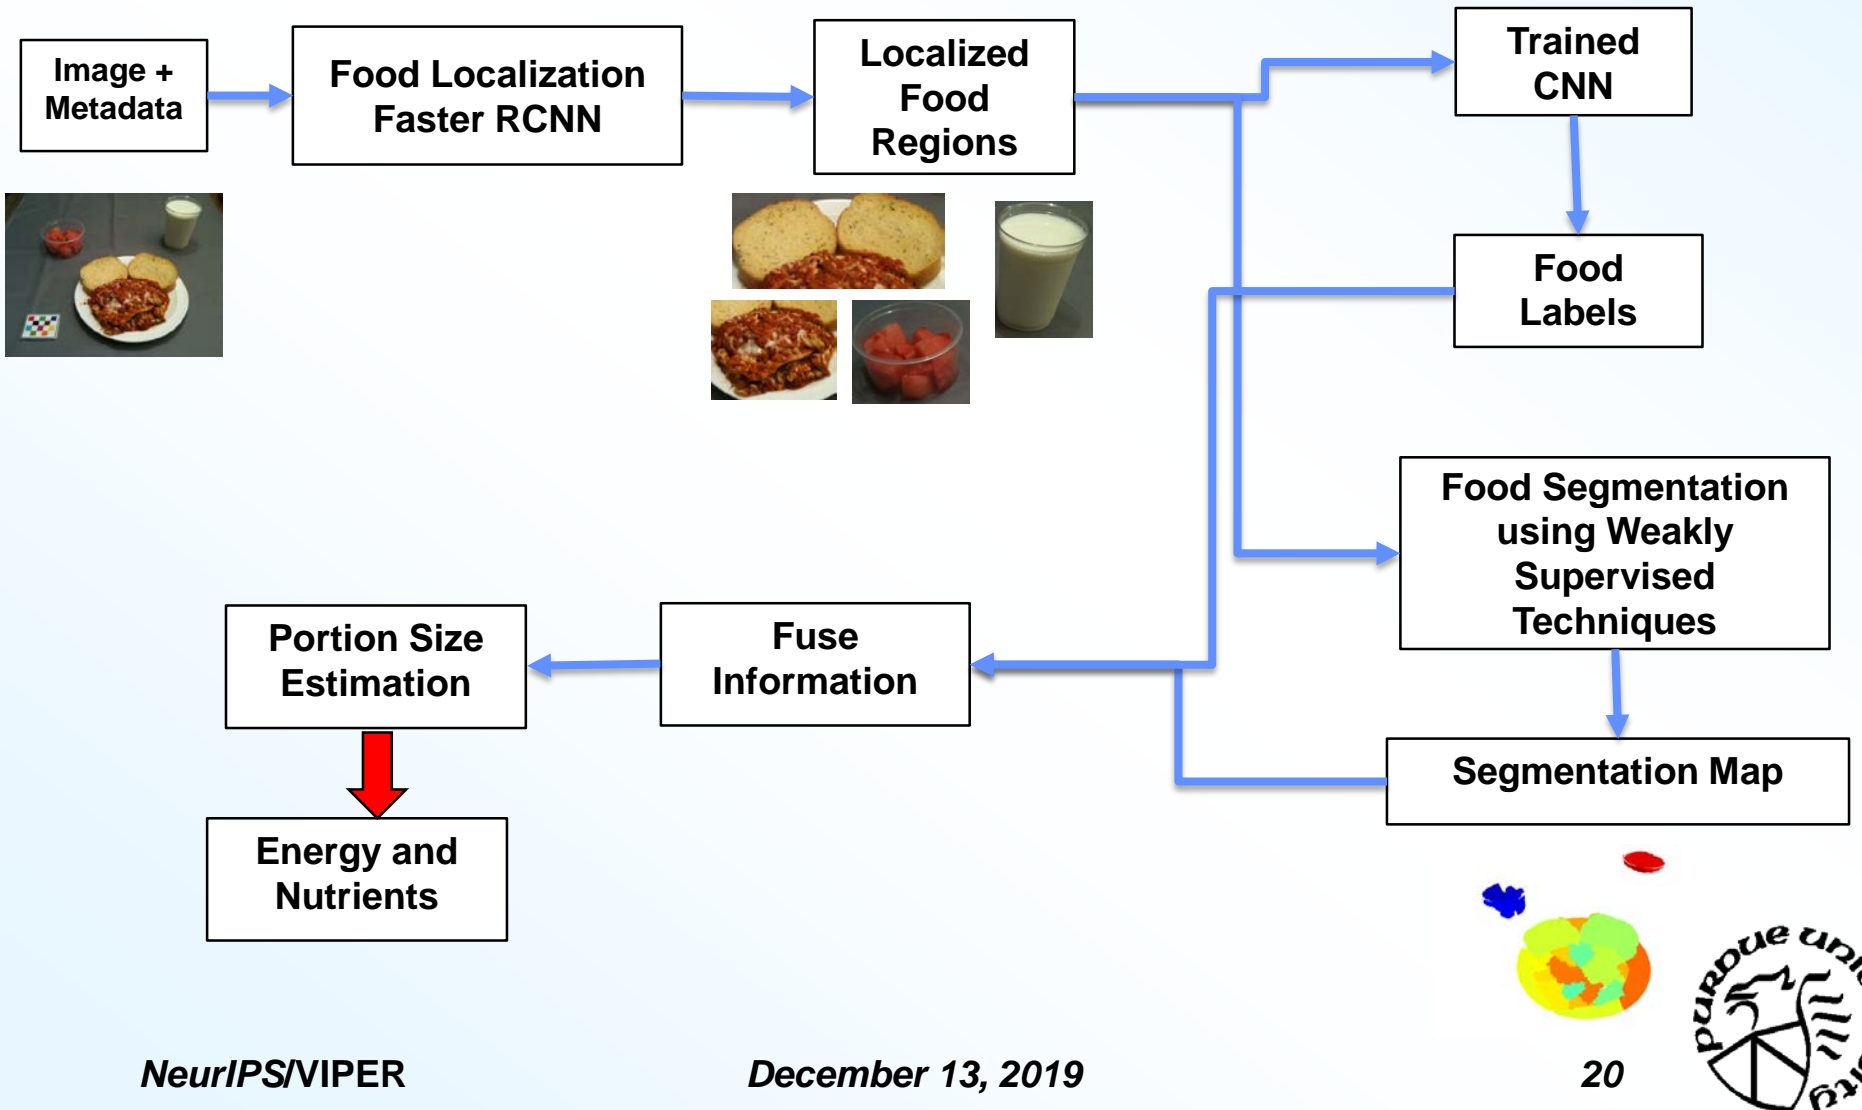 Image +
Metadata
Food Localization
Faster RCNN
Localized
Food
Regions
Trained
CNN
Food
Labels
Food Segmentation
using Weakly
Supervised
Techniques
Segmentation Map
Fuse
Information
Portion Size
Estimation
Energy and
Nutrients
NeurIPS/VIPER
December 13, 2019
20
PURDUE